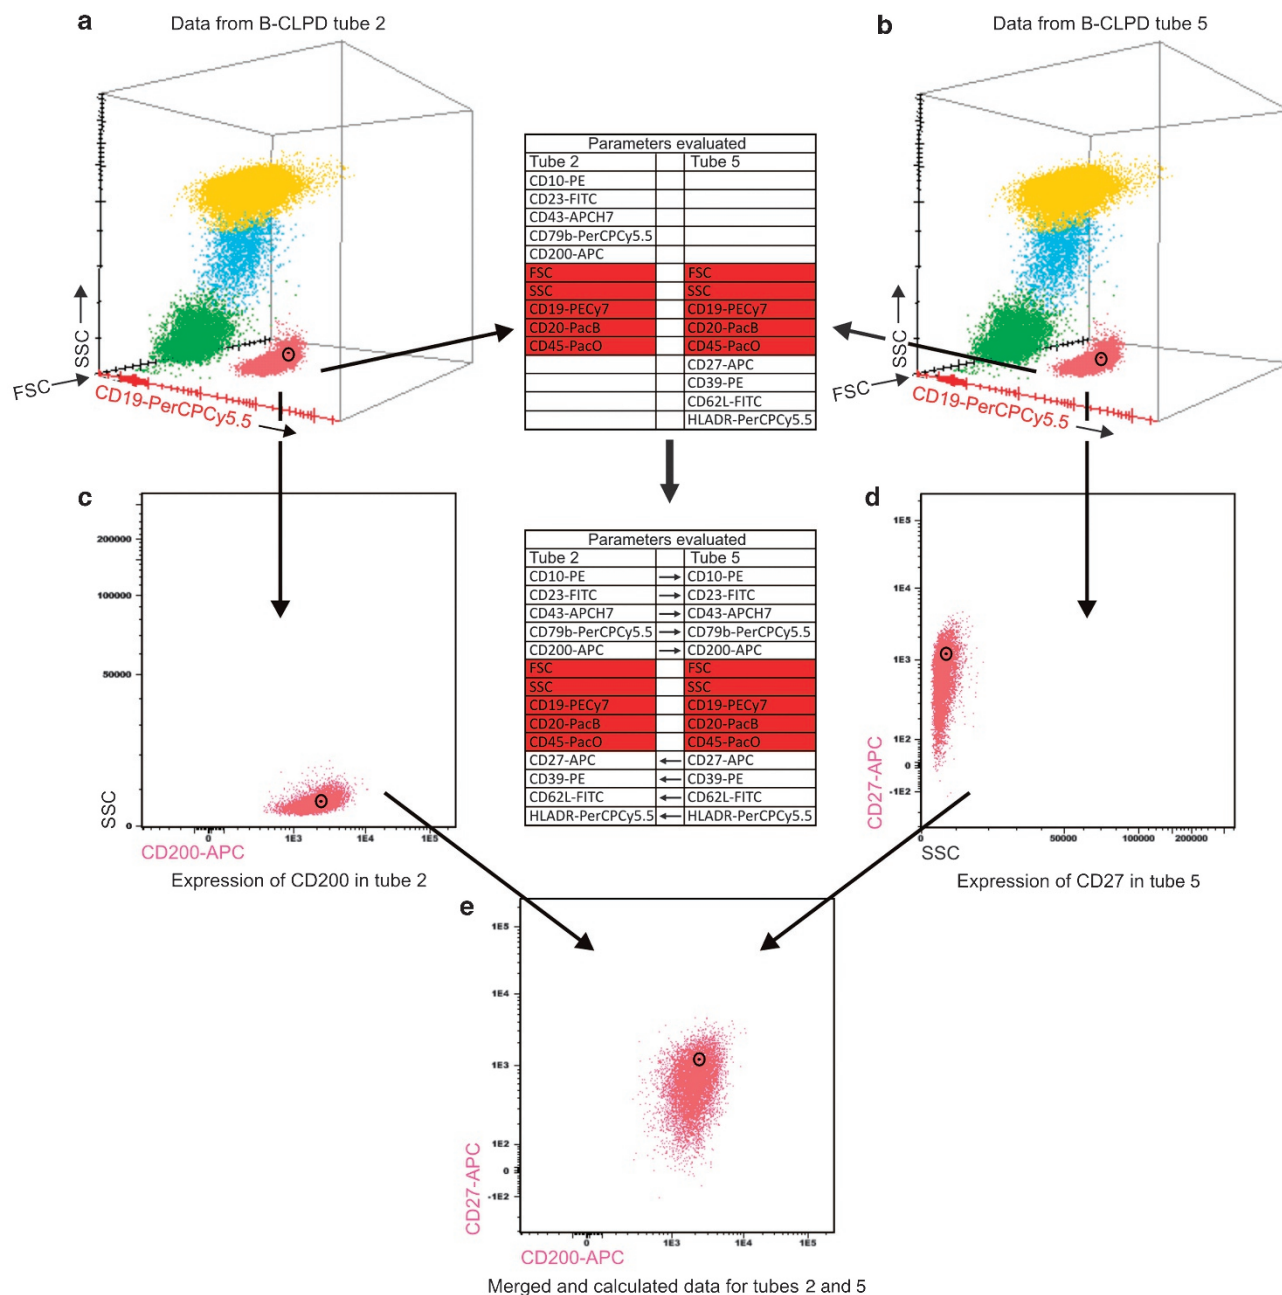 a
Data from B-CLPD tube 2
b
Data from B-CLPD tube 5
SSC
FSC
CD19-PerCPCy5.5
SSC
FSC
CD19-PerCPCy5.5
Parameters evaluated
Tube 2 Tube 5
CD10-PE
CD23-FITC
CD43-APCH7
CD79b-PerCPCy5.5
CD200-APC
FSC FSC
SSC SSC
CD19-PECy7 CD19-PECy7
CD20-PacB CD20-PacB
CD45-PacO CD45-PacO
CD27-APC
CD39-PE
CD62L-FITC
HLADR-PerCPCy5.5
c
200000
100000
50000
0
SSC
0 1E3 1E4 1E5
CD200-APC
Expression of CD200 in tube 2
Parameters evaluated
Tube 2 Tube 5
CD10-PE CD10-PE
CD23-FITC CD23-FITC
CD43-APCH7 CD43-APCH7
CD79b-PerCPCy5.5 CD79b-PerCPCy5.5
CD200-APC CD200-APC
FSC FSC
SSC SSC
CD19-PECy7 CD19-PECy7
CD20-PacB CD20-PacB
CD45-PacO CD45-PacO
CD27-APC CD27-APC
CD39-PE CD39-PE
CD62L-FITC CD62L-FITC
HLADR-PerCPCy5.5 HLADR-PerCPCy5.5
d
1E5
1E4
1E3
1E2
0
-1E2
CD27-APC
0 50000 100000 200000
SSC
Expression of CD27 in tube 5
e
1E5
1E4
1E3
1E2
0
-1E2
CD27-APC
0 1E3 1E4 1E5
CD200-APC
Merged and calculated data for tubes 2 and 5